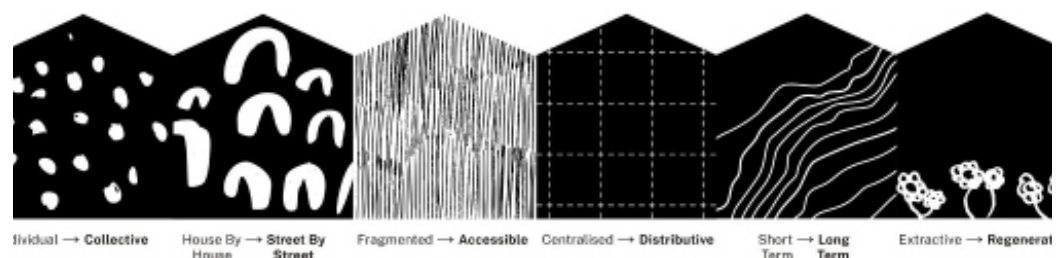 dividual → Collective
House By → Street By
House Street
Fragmented → Accessible
Centralised → Distributive
Short → Long
Term Term
Extractive → Regenerat